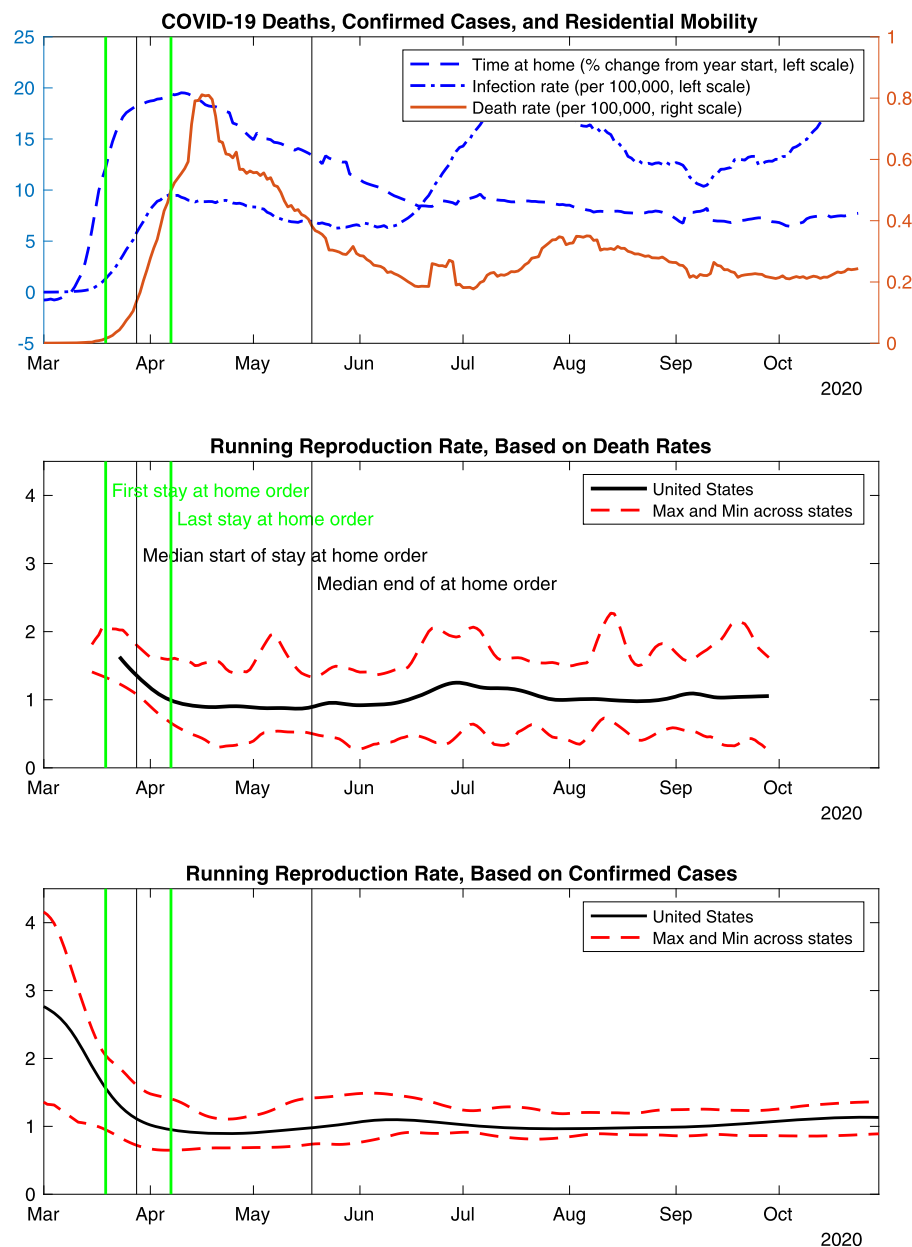 COVID-19 Deaths, Confirmed Cases, and Residential Mobility
25
20
15
10
5
0
-5
1
0.8
0.6
0.4
0.2
0
Time at home (% change from year start, left scale)
Infection rate (per 100,000, left scale)
Death rate (per 100,000, right scale)
Mar Apr May Jun Jul Aug Sep Oct
2020
Running Reproduction Rate, Based on Death Rates
4
3
2
1
0
United States
Max and Min across states
First stay at home order
Last stay at home order
Median start of stay at home order
Median end of at home order
Mar Apr May Jun Jul Aug Sep Oct
2020
Running Reproduction Rate, Based on Confirmed Cases
4
3
2
1
0
United States
Max and Min across states
Mar Apr May Jun Jul Aug Sep Oct
2020